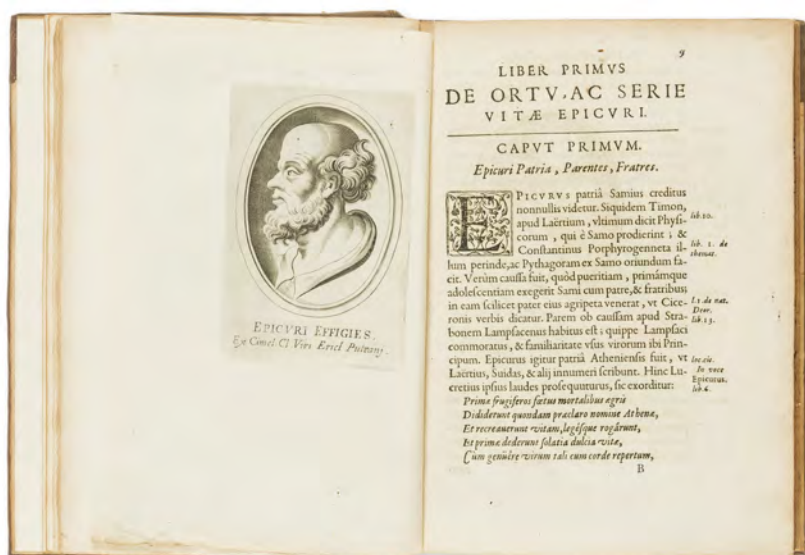 EPICVRI EFFIGIES.
Ex Cimel. Cl. Viri Erici Puteanj.
9
LIBER PRIMVS
DE ORTV, AC SERIE
VITÆ EPICVRI.
CAPVT PRIMVM.
Epicuri Patria, Parentes, Fratres.
EPICVRVS patriâ Samius creditus
nonnullis videtur. Siquidem Timon,
apud Laërtium, vltimum dicit Physi- lib. 10.
corum, qui è Samo prodierint; &
Constantinus Porphyrogenneta il- lib. 1. de
themat.
lum perinde, ac Pythagoram ex Samo oriundum fa-
cit. Verùm caussa fuit, quòd pueritiam, primámque
adolescentiam exegerit Sami cum patre, & fratribus;
in eam scilicet pater eius agripeta venerat, vt Cice- l. 1. de nat.
Deor.
ronis verbis dicatur. Parem ob caussam apud Stra- lib. 13.
bonem Lampsacenus habitus est; quippe Lampsaci
commoratus, & familiaritate vsus virorum ibi Prin-
cipum. Epicurus igitur patriâ Atheniensis fuit, vt loc. cit.
Laërtius, Suidas, & alij innumeri scribunt. Hinc Lu- In voce
Epicurus.
cretius ipsius laudes prosequuturus, sic exorditur: lib. 6.
Primæ frugiferos fœtus mortalibus ægris
Dididerunt quondam præclaro nomine Athenæ,
Et recreauerunt vitam, legésque rogârunt,
Et primæ dederunt solatia dulcia vitæ,
Cùm genuêre virum tali cum corde repertum,
B